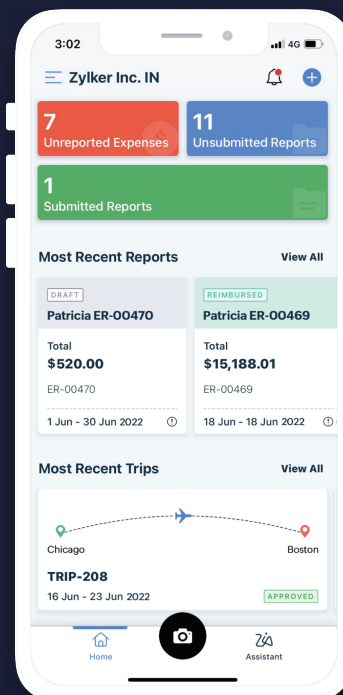 3:02
4G
Zylker Inc. IN
7
Unreported Expenses
11
Unsubmitted Reports
1
Submitted Reports
Most Recent Reports
View All
DRAFT
Patricia ER-00470
Total
$520.00
ER-00470
1 Jun - 30 Jun 2022
REIMBURSED
Patricia ER-00469
Total
$15,188.01
ER-00469
18 Jun - 18 Jun 2022
Most Recent Trips
View All
Chicago
Boston
TRIP-208
16 Jun - 23 Jun 2022
APPROVED
Home
Assistant